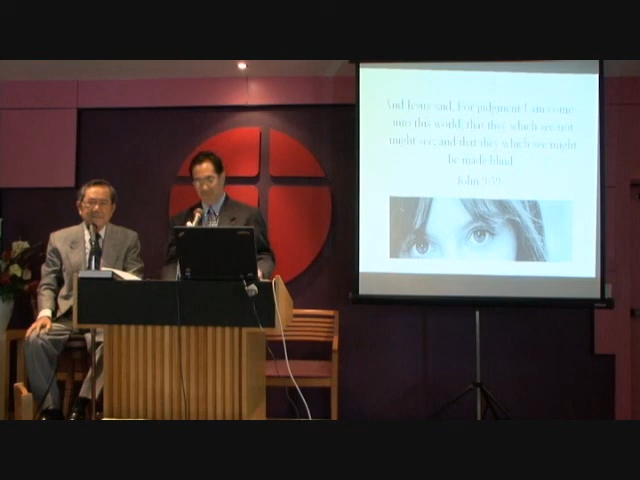 And Jesus said, For judgment I am come
into this world, that they which see not
might see; and that they which see might
be made blind.
John 9:39